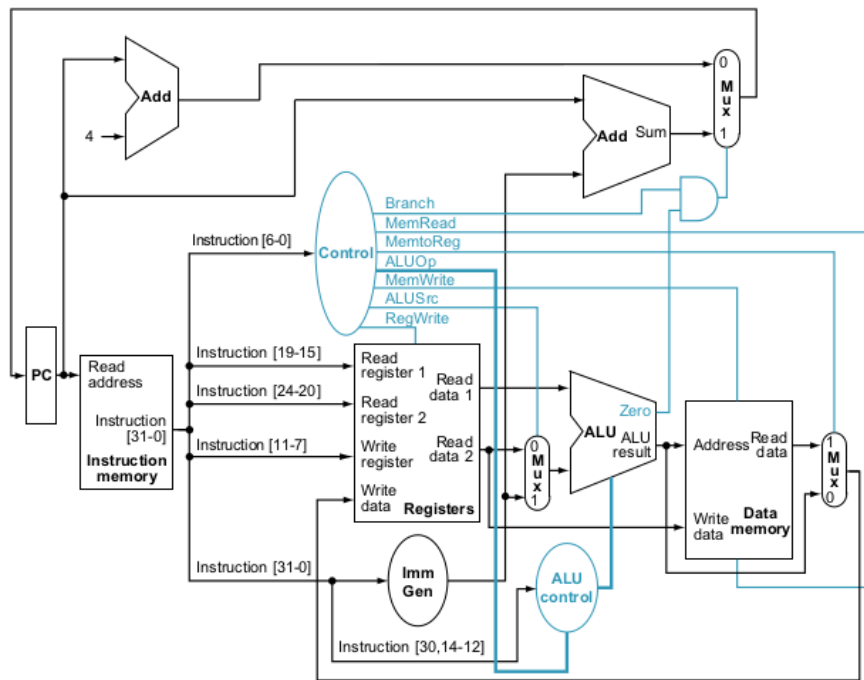 Add
4
Add Sum
0
Mux
1
Branch
MemRead
MemtoReg
ALUOp
MemWrite
ALUSrc
RegWrite
Control
Instruction [6-0]
PC
Read
address
Instruction
[31-0]
Instruction
memory
Instruction [19-15]
Instruction [24-20]
Instruction [11-7]
Read
register 1
Read
register 2
Write
register
Write
data
Read
data 1
Read
data 2
Registers
0
Mux
1
Zero
ALU
ALU
result
Address
Read
data
Write
data
Data
memory
1
Mux
0
Instruction [31-0]
Imm
Gen
ALU
control
Instruction [30,14-12]